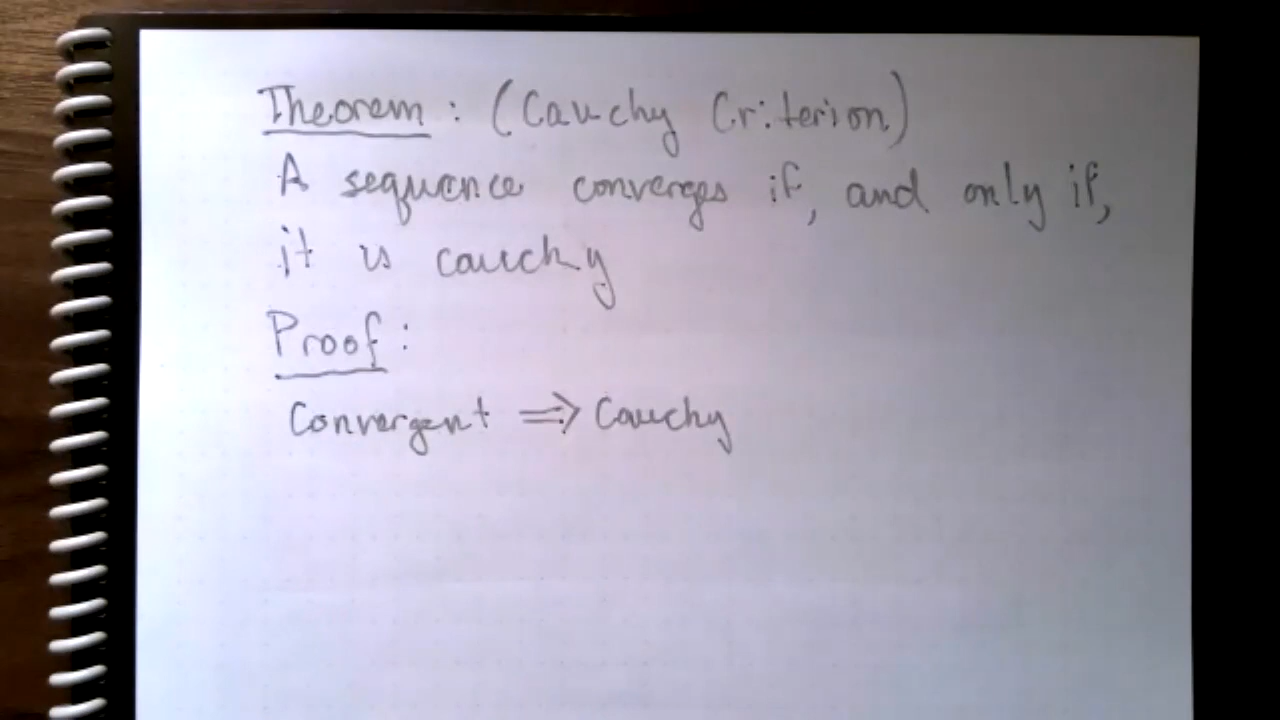 Theorem : (Cauchy Criterion)
A sequence converges if, and only if,
it is cauchy
Proof :
Convergent ⟹ Cauchy